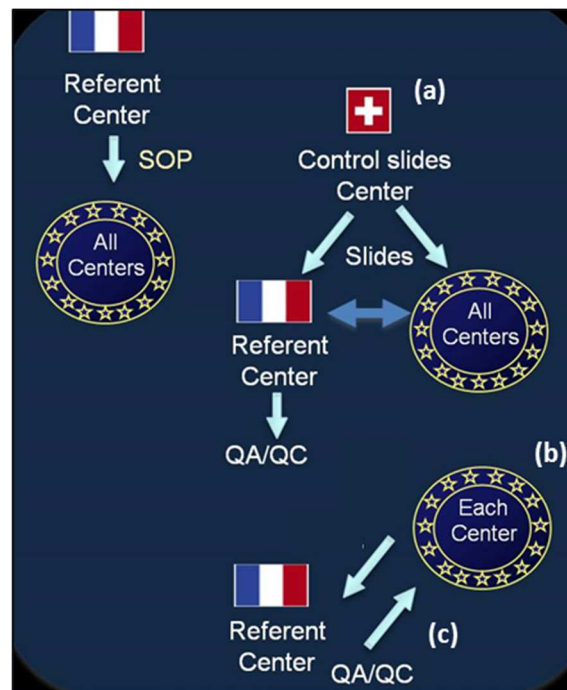 Referent
Center
SOP
All
Centers
(a)
Control slides
Center
Slides
Referent
Center
All
Centers
QA/QC
(b)
Each
Center
Referent
Center
(c)
QA/QC